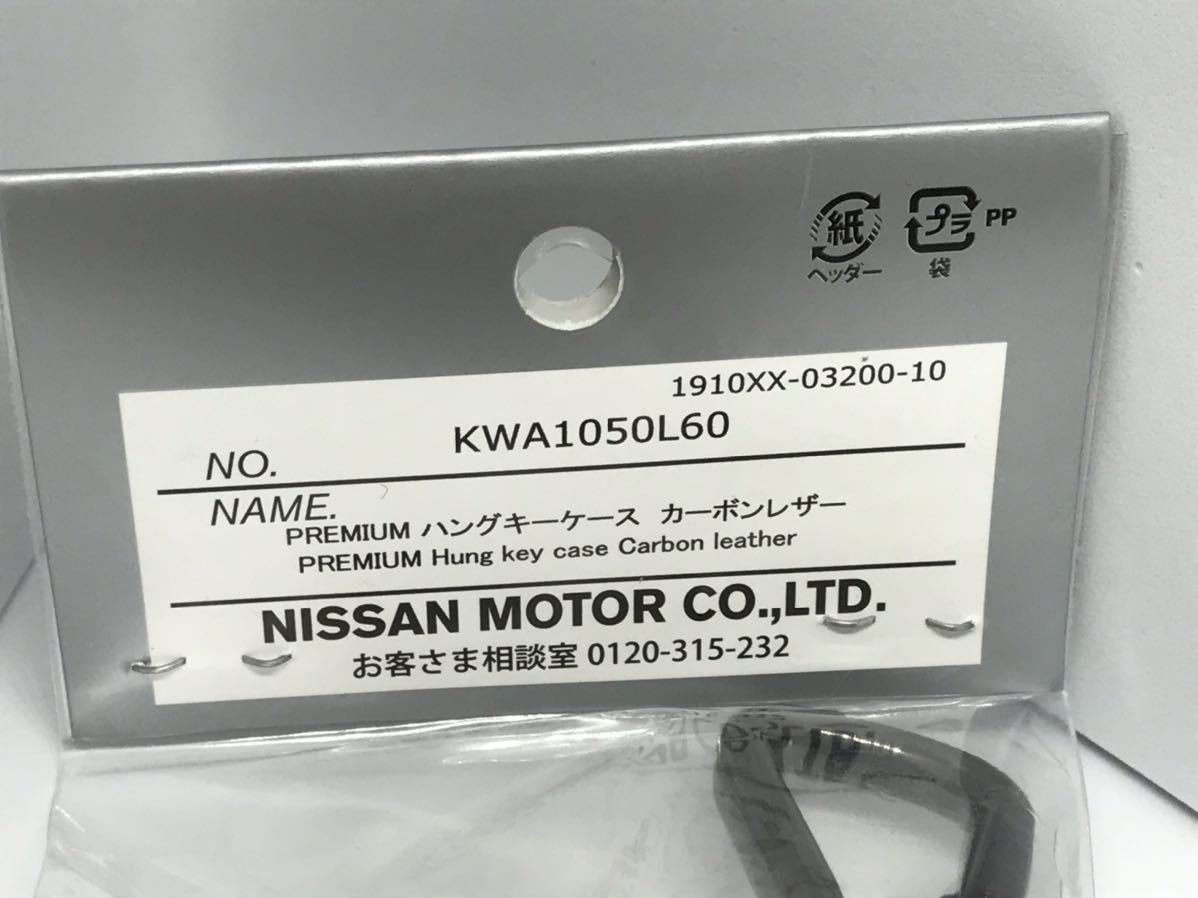 紙
ヘッダー
プラ PP
袋
1910XX-03200-10
NO. KWA1050L60
NAME.
PREMIUM ハングキーケース カーボンレザー
PREMIUM Hung key case Carbon leather
NISSAN MOTOR CO.,LTD.
お客さま相談室 0120-315-232